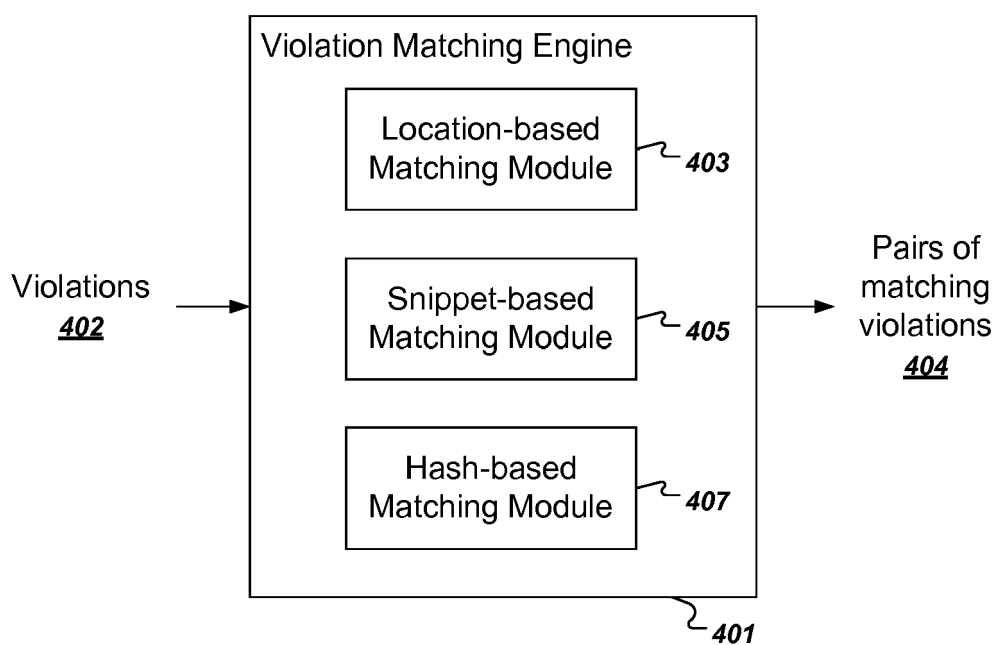 Violation Matching Engine
Location-based
Matching Module
403
Violations
402
Snippet-based
Matching Module
405
Pairs of
matching
violations
404
Hash-based
Matching Module
407
401